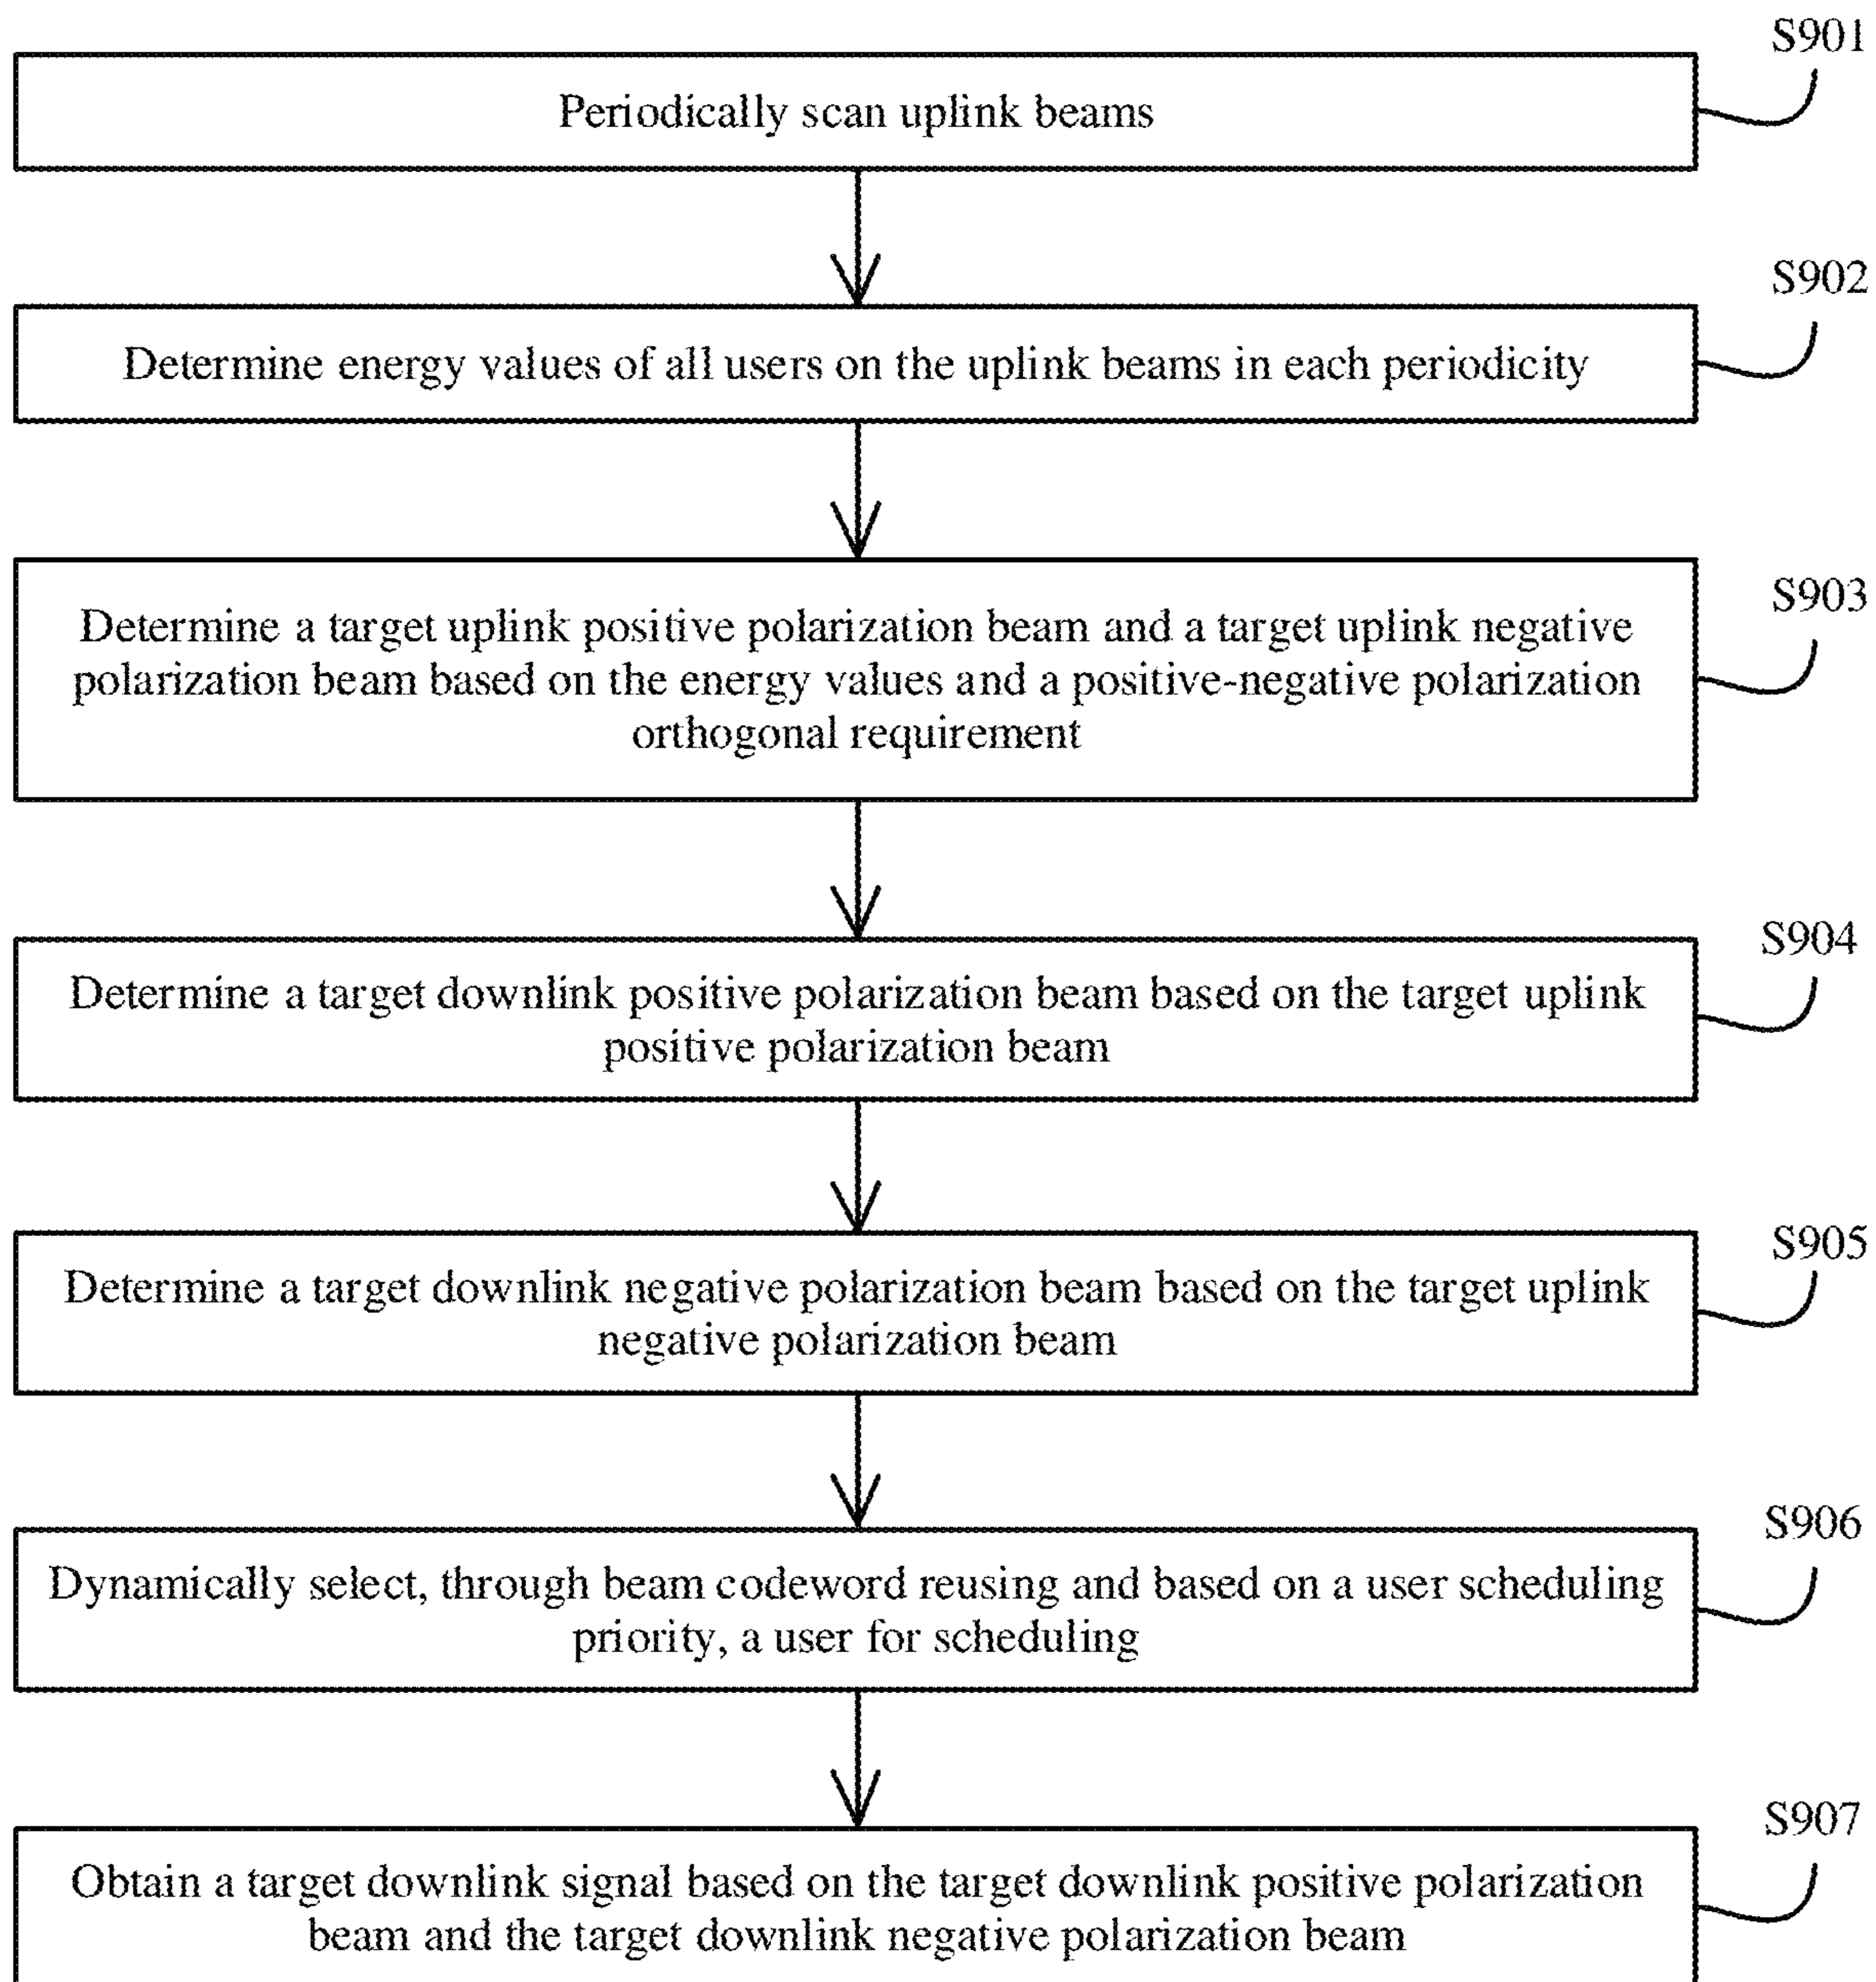 S901
Periodically scan uplink beams
S902
Determine energy values of all users on the uplink beams in each periodicity
S903
Determine a target uplink positive polarization beam and a target uplink negative
polarization beam based on the energy values and a positive-negative polarization
orthogonal requirement
S904
Determine a target downlink positive polarization beam based on the target uplink
positive polarization beam
S905
Determine a target downlink negative polarization beam based on the target uplink
negative polarization beam
S906
Dynamically select, through beam codeword reusing and based on a user scheduling
priority, a user for scheduling
S907
Obtain a target downlink signal based on the target downlink positive polarization
beam and the target downlink negative polarization beam